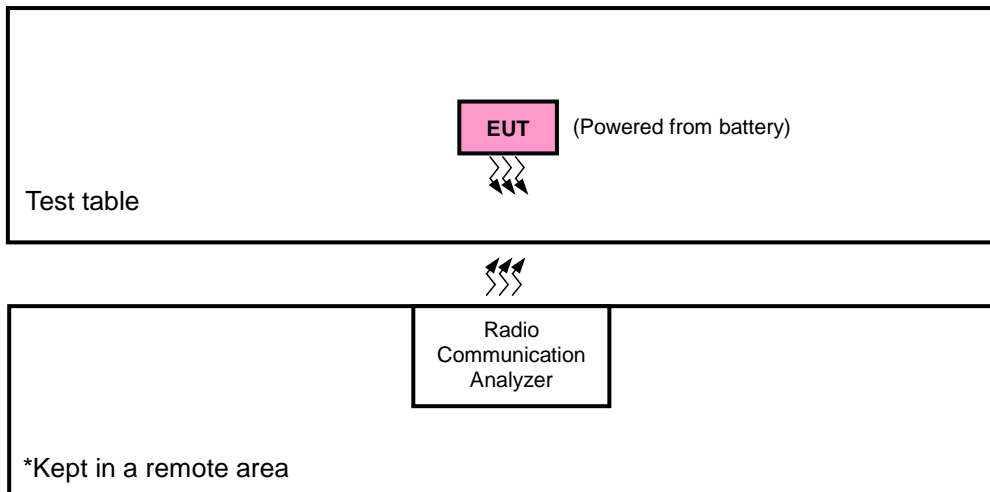 EUT
(Powered from battery)
Test table
Radio
Communication
Analyzer
*Kept in a remote area